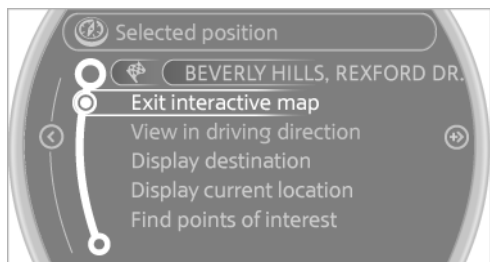 Selected position
BEVERLY HILLS, REXFORD DR.
Exit interactive map
View in driving direction
Display destination
Display current location
Find points of interest